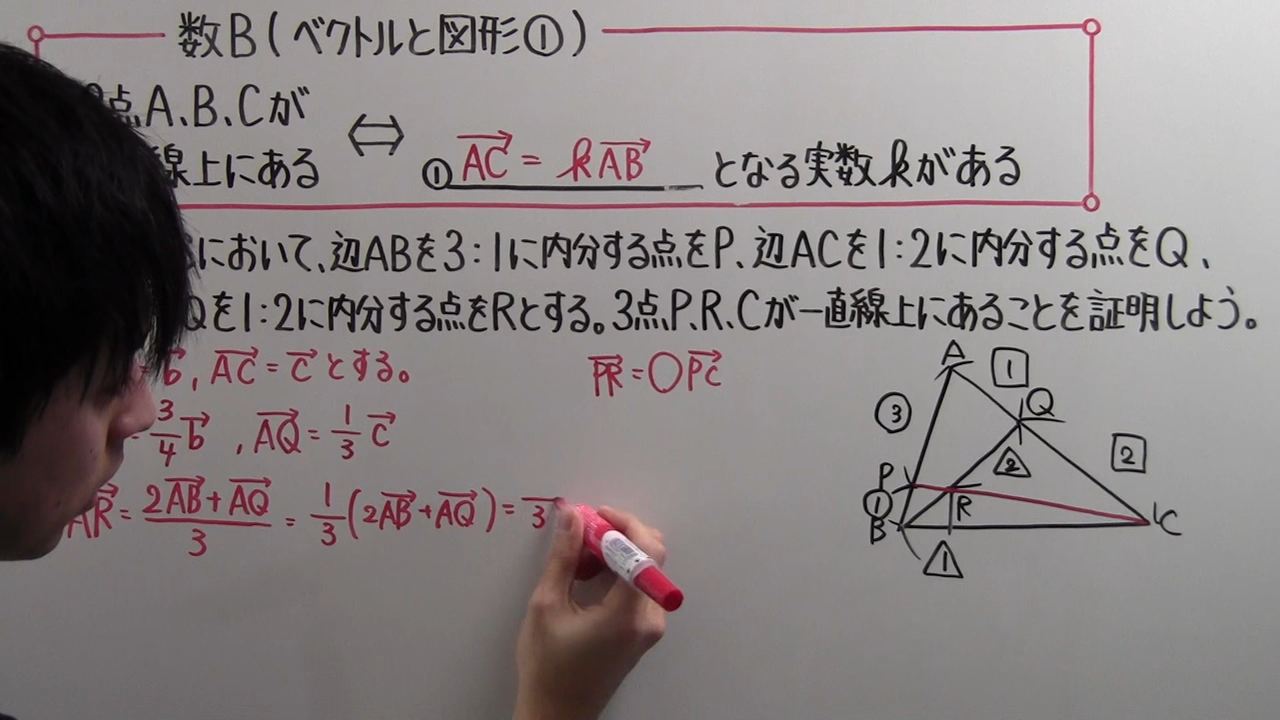 数B(ベクトルと図形①)
点A、B、Cが
線上にある
⇔
①AC→ = kAB→ となる実数kがある
において、辺ABを3:1に内分する点をP、辺ACを1:2に内分する点をQ、
Qを1:2に内分する点をRとする。3点P、R、Cが一直線上にあることを証明しよう。
b→, AC→ = c→ とする。
PR→ = ○PC→
= 3/4 b→, AQ→ = 1/3 c→
AR→ = (2AB→ + AQ→)/3 = 1/3(2AB→ + AQ→) = 3
A
1
③
Q
2
2
P
①
R
B
C
1